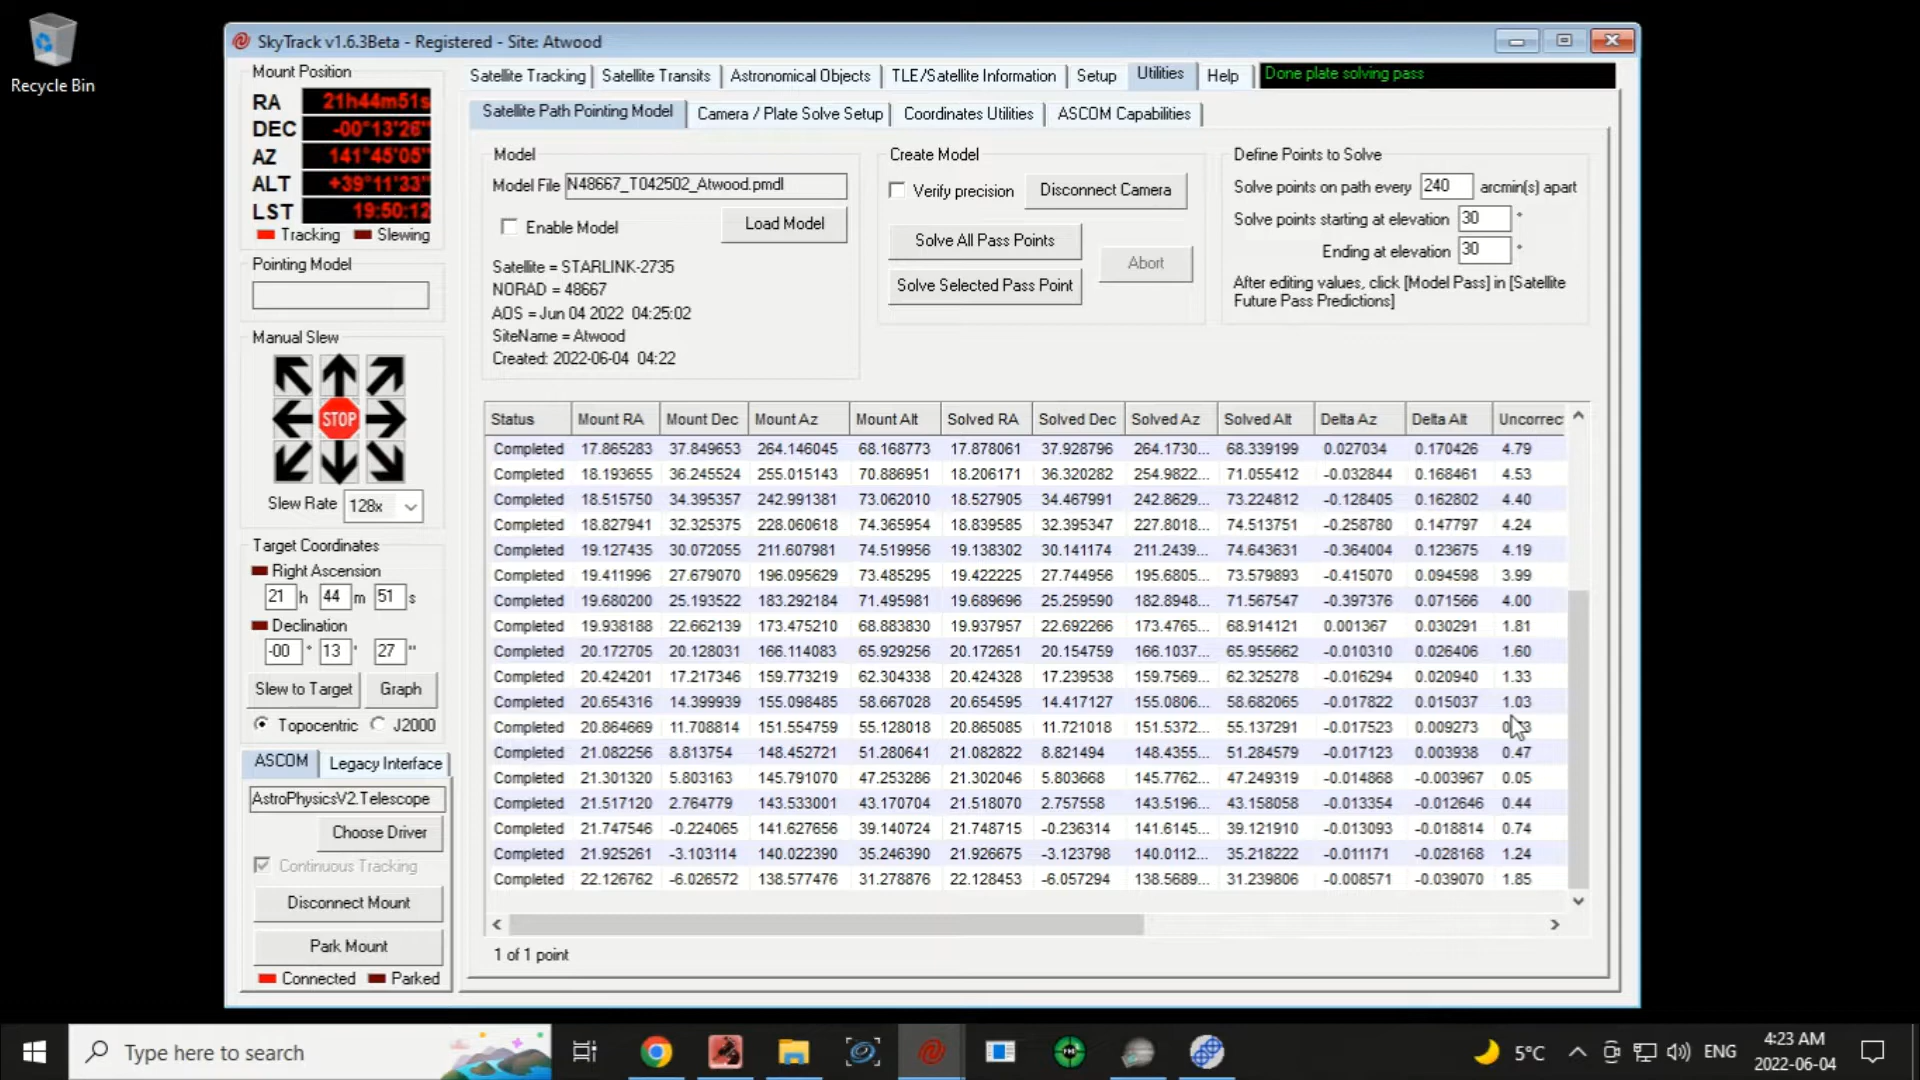 Recycle Bin
SkyTrack v1.6.3Beta - Registered - Site: Atwood
Mount Position
RA 21h44m51s
DEC -00°13'26"
AZ 141°45'05"
ALT +39°11'33"
LST 19:50:12
Tracking Slewing
Pointing Model
Manual Slew
STOP
Slew Rate 128x
Target Coordinates
Right Ascension
21 h 44 m 51 s
Declination
-00 ° 13 ' 27 "
Slew to Target Graph
Topocentric J2000
ASCOM Legacy Interface
AstroPhysicsV2.Telescope
Choose Driver
Continuous Tracking
Disconnect Mount
Park Mount
Connected Parked
Satellite Tracking Satellite Transits Astronomical Objects TLE/Satellite Information Setup Utilities Help Done plate solving pass
Satellite Path Pointing Model Camera / Plate Solve Setup Coordinates Utilities ASCOM Capabilities
Model
Model File N48667_T042502_Atwood.pmdl
Enable Model Load Model
Satellite = STARLINK-2735
NORAD = 48667
AOS = Jun 04 2022 04:25:02
SiteName = Atwood
Created: 2022-06-04 04:22
Create Model
Verify precision Disconnect Camera
Solve All Pass Points
Abort
Solve Selected Pass Point
Define Points to Solve
Solve points on path every 240 arcmin(s) apart
Solve points starting at elevation 30 °
Ending at elevation 30 °
After editing values, click [Model Pass] in [Satellite
Future Pass Predictions]
Status Mount RA Mount Dec Mount Az Mount Alt Solved RA Solved Dec Solved Az Solved Alt Delta Az Delta Alt Uncorrec
Completed 17.865283 37.849653 264.146045 68.168773 17.878061 37.928796 264.1730... 68.339199 0.027034 0.170426 4.79
Completed 18.193655 36.245524 255.015143 70.886951 18.206171 36.320282 254.9822... 71.055412 -0.032844 0.168461 4.53
Completed 18.515750 34.395357 242.991381 73.062010 18.527905 34.467991 242.8629... 73.224812 -0.128405 0.162802 4.40
Completed 18.827941 32.325375 228.060618 74.365954 18.839585 32.395347 227.8018... 74.513751 -0.258780 0.147797 4.24
Completed 19.127435 30.072055 211.607981 74.519956 19.138302 30.141174 211.2439... 74.643631 -0.364004 0.123675 4.19
Completed 19.411996 27.679070 196.095629 73.485295 19.422225 27.744956 195.6805... 73.579893 -0.415070 0.094598 3.99
Completed 19.680200 25.193522 183.292184 71.495981 19.689696 25.259590 182.8948... 71.567547 -0.397376 0.071566 4.00
Completed 19.938188 22.662139 173.475210 68.883830 19.937957 22.692266 173.4765... 68.914121 0.001367 0.030291 1.81
Completed 20.172705 20.128031 166.114083 65.929256 20.172651 20.154759 166.1037... 65.955662 -0.010310 0.026406 1.60
Completed 20.424201 17.217346 159.773219 62.304338 20.424328 17.239538 159.7569... 62.325278 -0.016294 0.020940 1.33
Completed 20.654316 14.399939 155.098485 58.667028 20.654595 14.417127 155.0806... 58.682065 -0.017822 0.015037 1.03
Completed 20.864669 11.708814 151.554759 55.128018 20.865085 11.721018 151.5372... 55.137291 -0.017523 0.009273
Completed 21.082256 8.813754 148.452721 51.280641 21.082822 8.821494 148.4355... 51.284579 -0.017123 0.003938 0.47
Completed 21.301320 5.803163 145.791070 47.253286 21.302046 5.803668 145.7762... 47.249319 -0.014868 -0.003967 0.05
Completed 21.517120 2.764779 143.533001 43.170704 21.518070 2.757558 143.5196... 43.158058 -0.013354 -0.012646 0.44
Completed 21.747546 -0.224065 141.627656 39.140724 21.748715 -0.236314 141.6145... 39.121910 -0.013093 -0.018814 0.74
Completed 21.925261 -3.103114 140.022390 35.246390 21.926675 -3.123798 140.0112... 35.218222 -0.011171 -0.028168 1.24
Completed 22.126762 -6.026572 138.577476 31.278876 22.128453 -6.057294 138.5689... 31.239806 -0.008571 -0.039070 1.85
1 of 1 point
Type here to search
5°C ENG 4:23 AM
2022-06-04